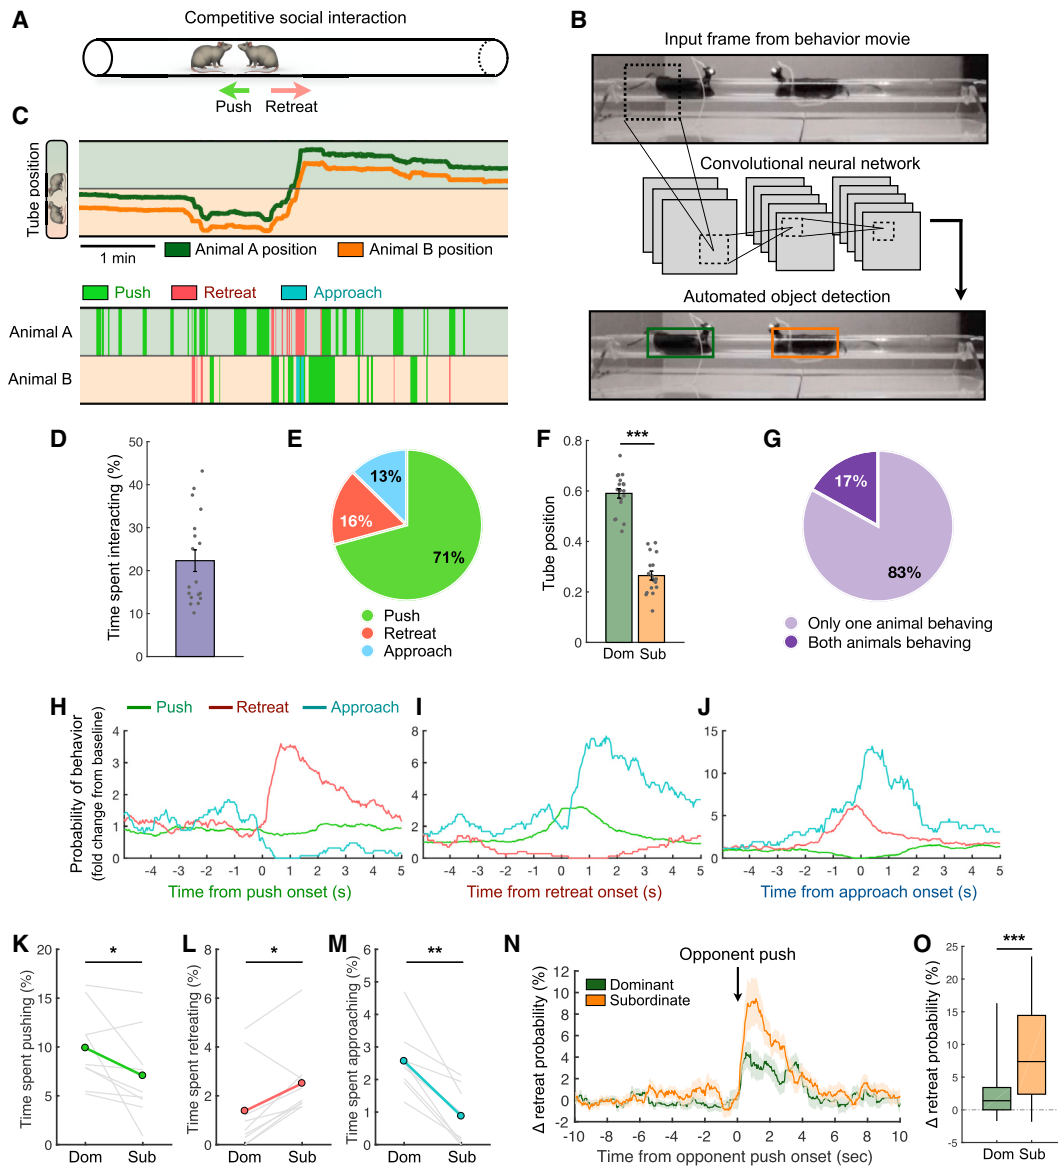 A
Competitive social interaction
Push
Retreat
B
Input frame from behavior movie
Convolutional neural network
Automated object detection
C
Tube position
1 min
Animal A position
Animal B position
Push
Retreat
Approach
Animal A
Animal B
D
Time spent interacting (%)
50
40
30
20
10
0
E
13%
16%
71%
Push
Retreat
Approach
F
***
Tube position
0.8
0.6
0.4
0.2
0
Dom Sub
G
17%
83%
Only one animal behaving
Both animals behaving
H
Push
Retreat
Approach
Probability of behavior
(fold change from baseline)
4
3
2
1
0
-4 -3 -2 -1 0 1 2 3 4 5
Time from push onset (s)
I
8
6
4
2
0
-4 -3 -2 -1 0 1 2 3 4 5
Time from retreat onset (s)
J
15
10
5
0
-4 -3 -2 -1 0 1 2 3 4 5
Time from approach onset (s)
K
*
Time spent pushing (%)
20
15
10
5
0
Dom Sub
L
*
Time spent retreating (%)
8
6
4
2
0
Dom Sub
M
**
Time spent approaching (%)
6
5
4
3
2
1
0
Dom Sub
N
Opponent push
Dominant
Subordinate
Δ retreat probability (%)
12
10
8
6
4
2
0
-2
-10 -8 -6 -4 -2 0 2 4 6 8 10
Time from opponent push onset (sec)
O
***
Δ retreat probability (%)
25
20
15
10
5
0
-5
Dom Sub